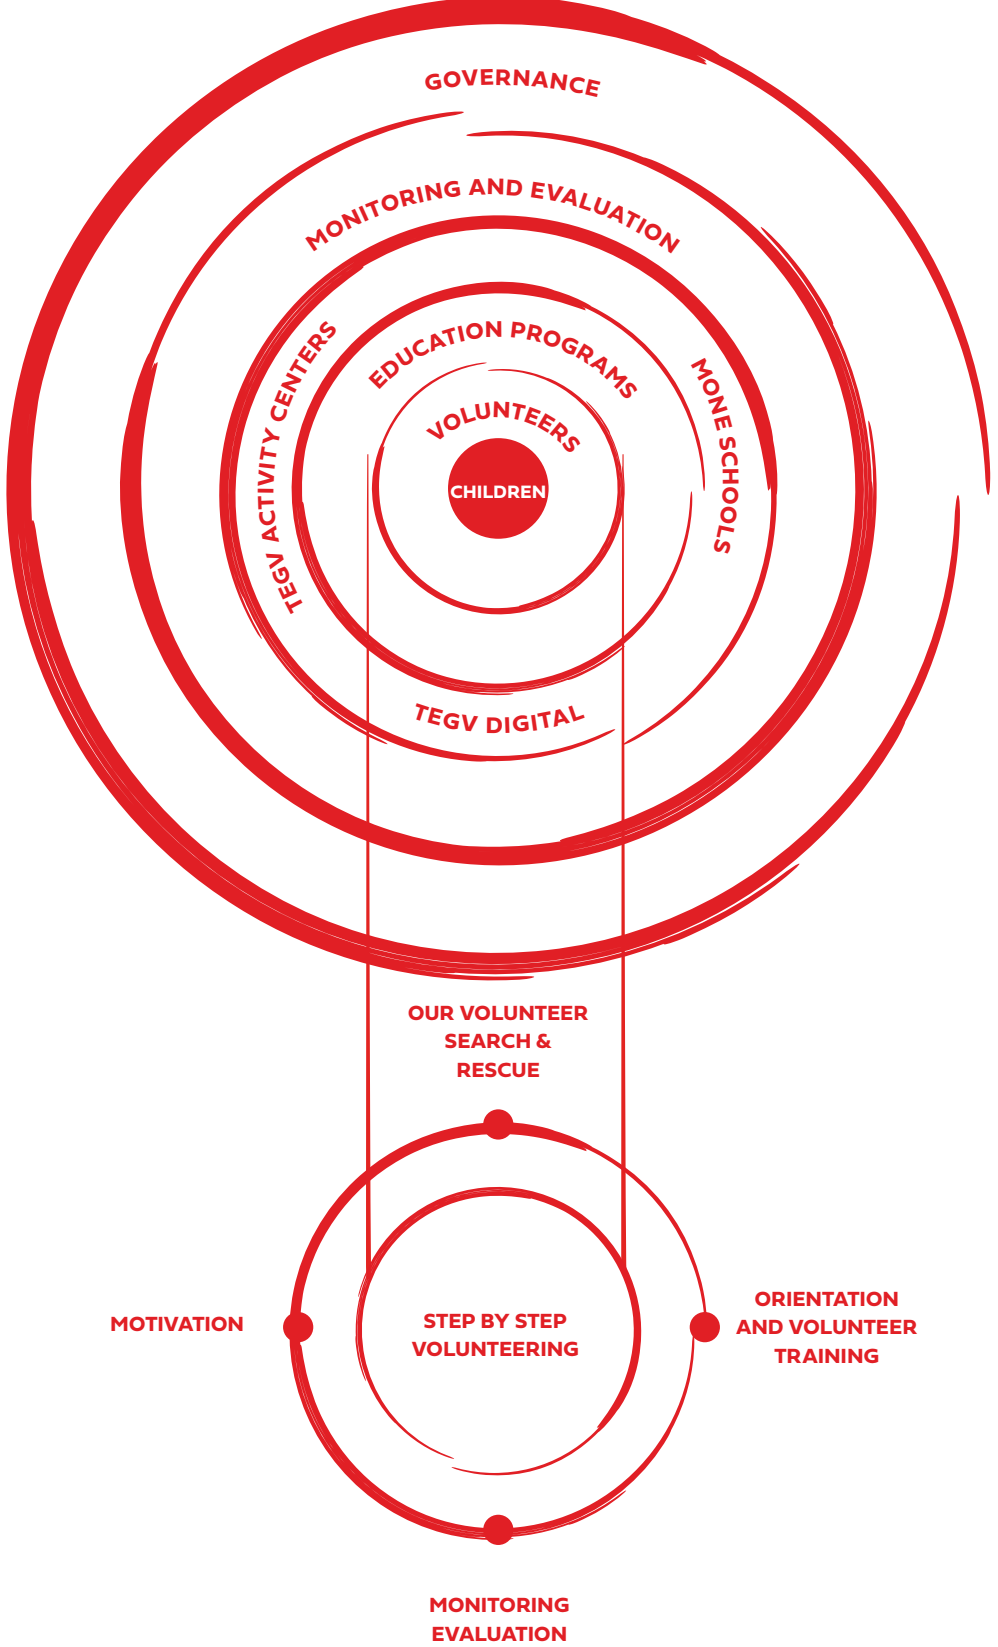 GOVERNANCE
MONITORING AND EVALUATION
TEGV ACTIVITY CENTERS
EDUCATION PROGRAMS
MONE SCHOOLS
VOLUNTEERS
CHILDREN
TEGV DIGITAL
OUR VOLUNTEER
SEARCH &
RESCUE
MOTIVATION
STEP BY STEP
VOLUNTEERING
ORIENTATION
AND VOLUNTEER
TRAINING
MONITORING
EVALUATION